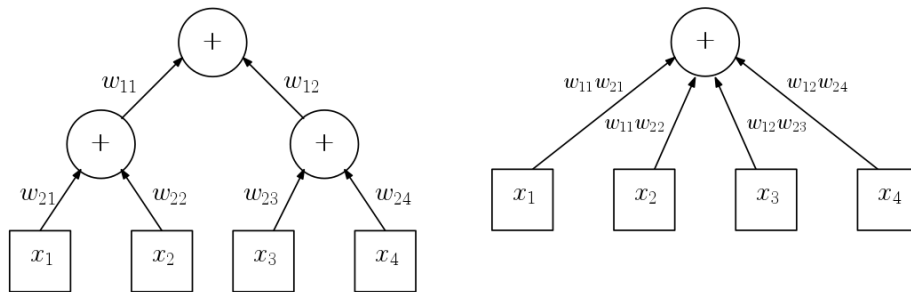 +
+
w₁₁
w₁₂
w₁₁w₂₁
w₁₂w₂₄
w₁₁w₂₂
w₁₂w₂₃
+
+
w₂₁
w₂₂
w₂₃
w₂₄
x₁
x₂
x₃
x₄
x₁
x₂
x₃
x₄